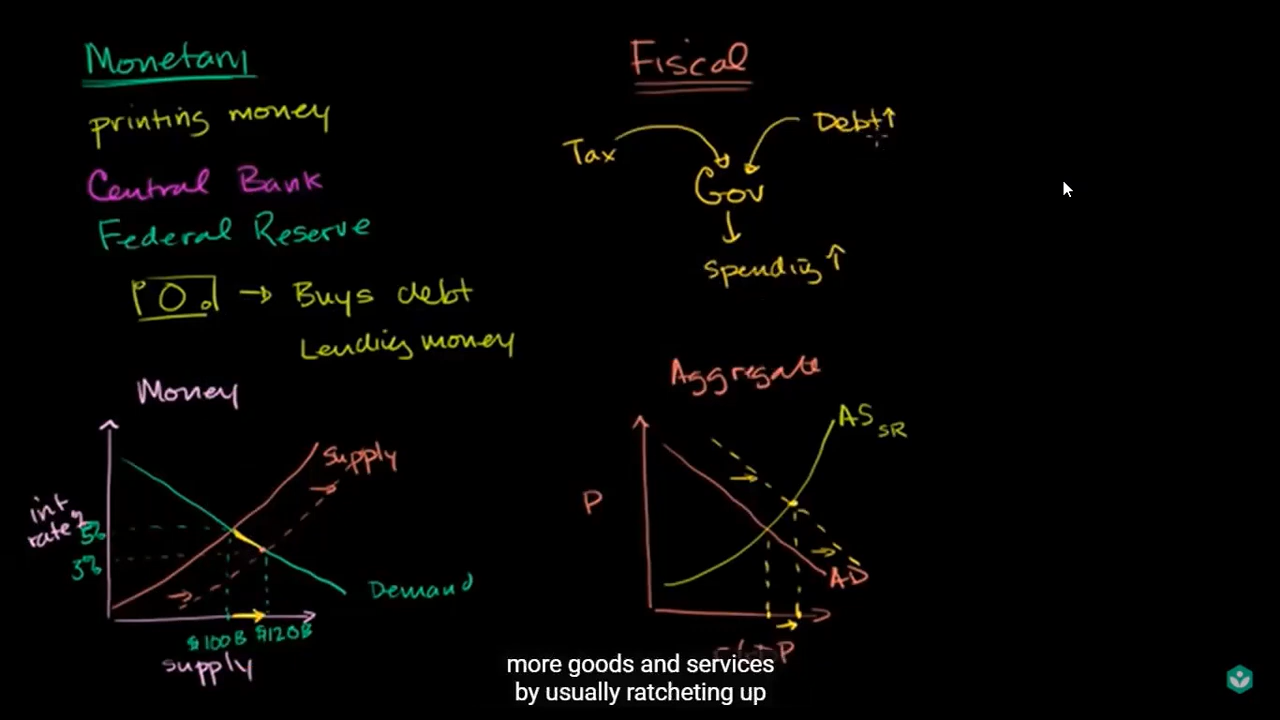 Monetary
printing money
Central Bank
Federal Reserve
Buys debt
Lending money
Money
supply
int
rate
5%
3%
Demand
$100B $120B
supply
Fiscal
Tax
Debt↑
Gov
spending ↑
Aggregate
AS SR
P
AD
more goods and services
by usually ratcheting up